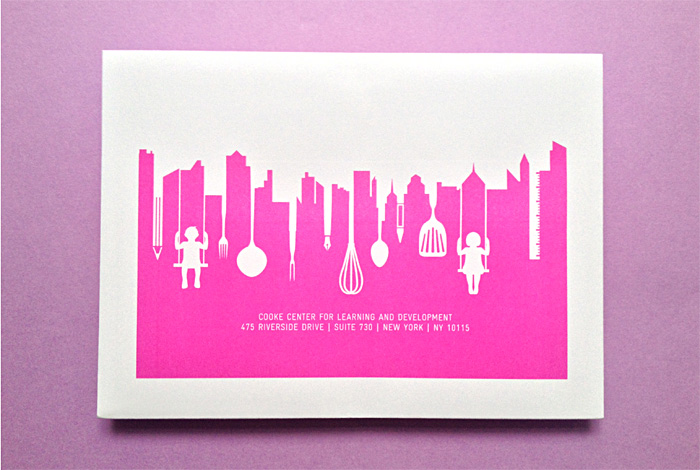 COOKE CENTER FOR LEARNING AND DEVELOPMENT
475 RIVERSIDE DRIVE | SUITE 730 | NEW YORK | NY 10115